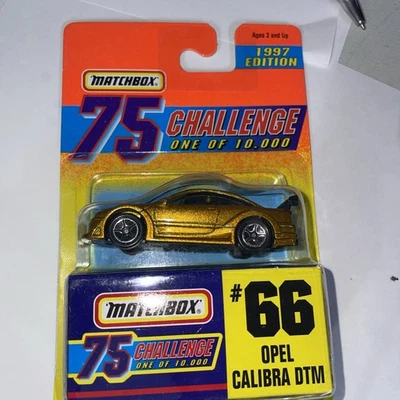 Ages 3 and Up
1997
EDITION
MATCHBOX
75 CHALLENGE
ONE OF 10,000
MATCHBOX
75 CHALLENGE
ONE OF 10,000
#66
OPEL
CALIBRA DTM